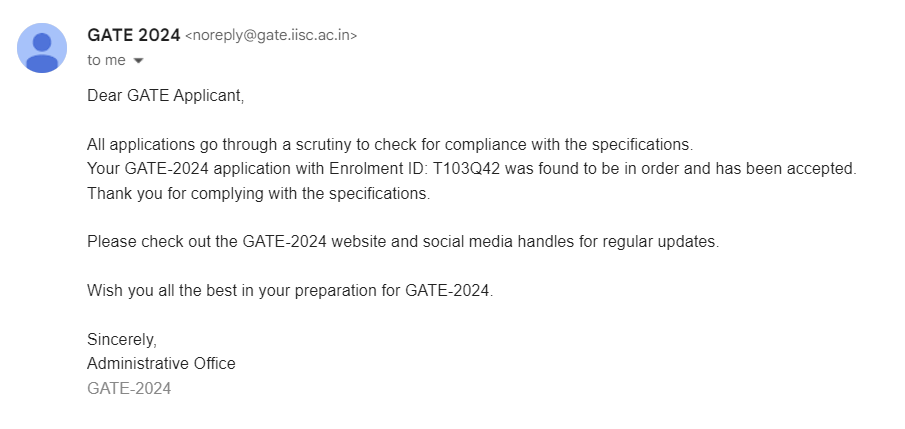 GATE 2024 <noreply@gate.iisc.ac.in>
to me
Dear GATE Applicant,
All applications go through a scrutiny to check for compliance with the specifications.
Your GATE-2024 application with Enrolment ID: T103Q42 was found to be in order and has been accepted.
Thank you for complying with the specifications.
Please check out the GATE-2024 website and social media handles for regular updates.
Wish you all the best in your preparation for GATE-2024.
Sincerely,
Administrative Office
GATE-2024